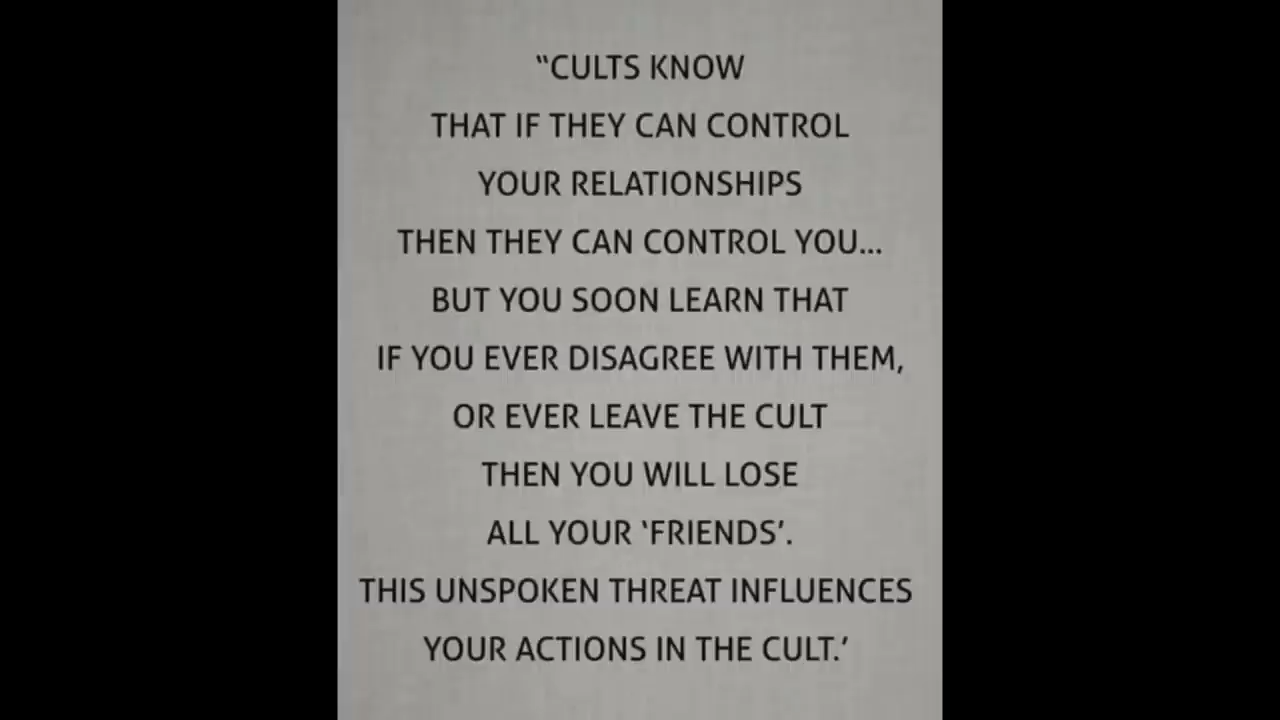 “CULTS KNOW
THAT IF THEY CAN CONTROL
YOUR RELATIONSHIPS
THEN THEY CAN CONTROL YOU...
BUT YOU SOON LEARN THAT
IF YOU EVER DISAGREE WITH THEM,
OR EVER LEAVE THE CULT
THEN YOU WILL LOSE
ALL YOUR ‘FRIENDS’.
THIS UNSPOKEN THREAT INFLUENCES
YOUR ACTIONS IN THE CULT.’